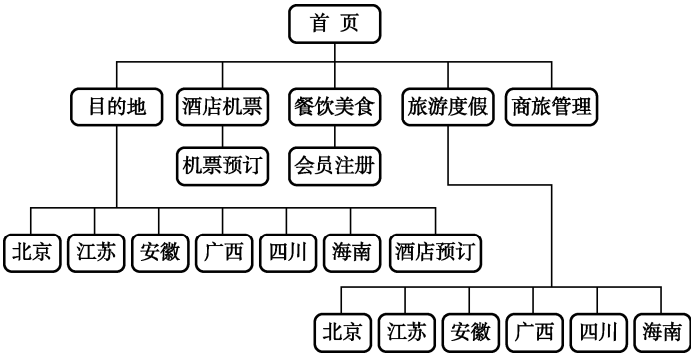 首 页
目的地
酒店机票
餐饮美食
旅游度假
商旅管理
机票预订
会员注册
北京
江苏
安徽
广西
四川
海南
酒店预订
北京
江苏
安徽
广西
四川
海南